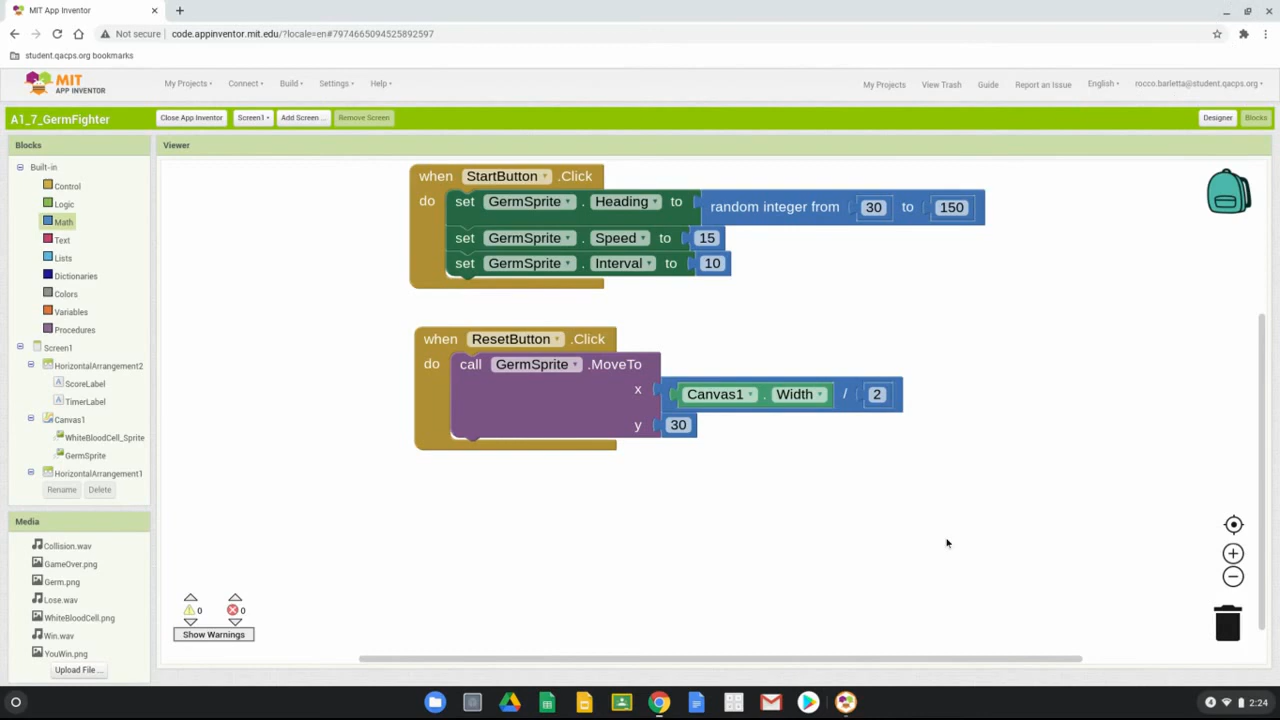 MIT App Inventor
Not secure code.appinventor.mit.edu/?locale=en#7974665094525892597
student.qacps.org bookmarks
MIT
APP INVENTOR
My Projects Connect Build Settings Help My Projects View Trash Guide Report an Issue English rocco.barletta@student.qacps.org
A1_7_GermFighter Close App Inventor Screen1 Add Screen ... Remove Screen Designer Blocks
Blocks
Built-in
Control
Logic
Math
Text
Lists
Dictionaries
Colors
Variables
Procedures
Screen1
HorizontalArrangement2
ScoreLabel
TimerLabel
Canvas1
WhiteBloodCell_Sprite
GermSprite
HorizontalArrangement1
Rename Delete
Media
Collision.wav
GameOver.png
Germ.png
Lose.wav
WhiteBloodCell.png
Win.wav
YouWin.png
Upload File ...
Viewer
when StartButton .Click
do set GermSprite . Heading to random integer from 30 to 150
set GermSprite . Speed to 15
set GermSprite . Interval to 10
when ResetButton .Click
do call GermSprite .MoveTo
x Canvas1 . Width / 2
y 30
0 0
Show Warnings
4 2:24